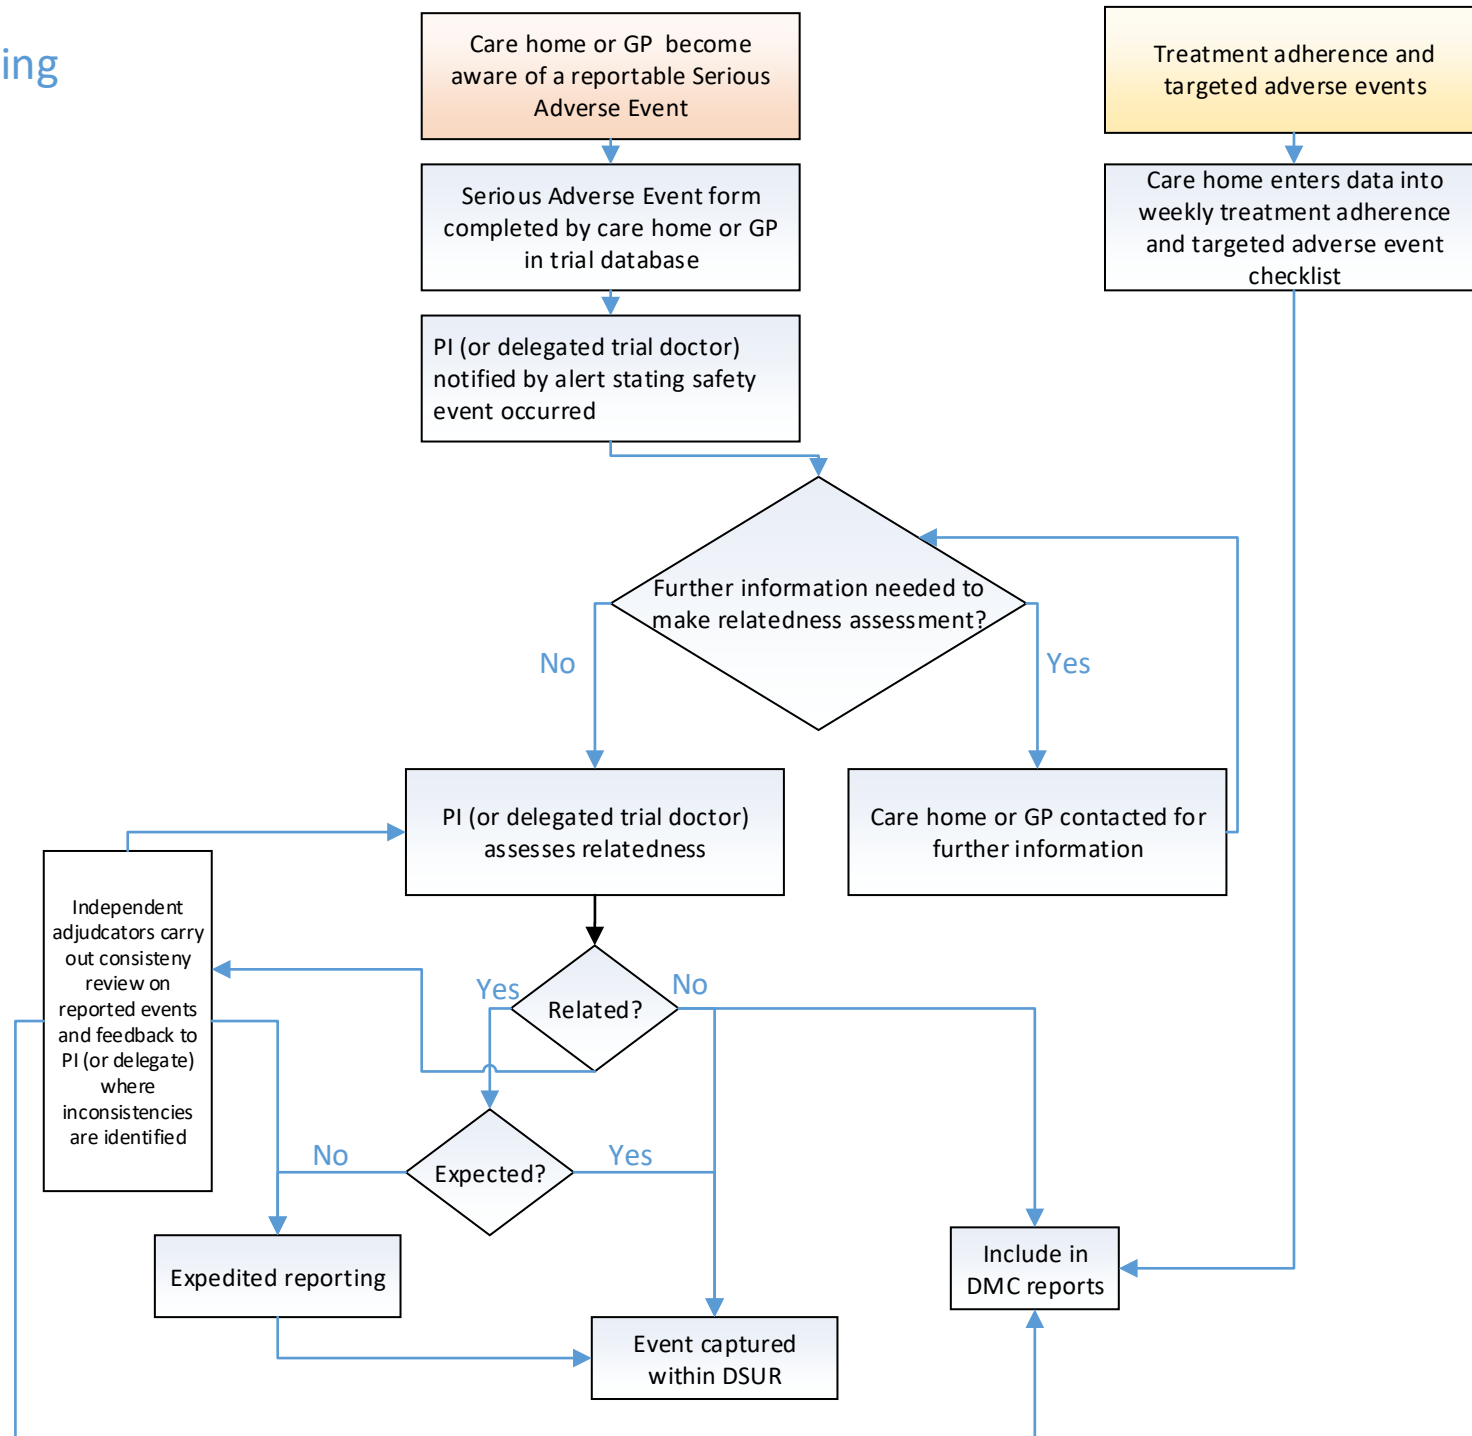 ing
Care home or GP become
aware of a reportable Serious
Adverse Event
Treatment adherence and
targeted adverse events
Serious Adverse Event form
completed by care home or GP
in trial database
Care home enters data into
weekly treatment adherence
and targeted adverse event
checklist
PI (or delegated trial doctor)
notified by alert stating safety
event occurred
Further information needed to
make relatedness assessment?
No
Yes
PI (or delegated trial doctor)
assesses relatedness
Care home or GP contacted for
further information
Independent
adjudcators carry
out consisteny
review on
reported events
and feedback to
PI (or delegate)
where
inconsistencies
are identified
Yes
Related?
No
No
Expected?
Yes
Expedited reporting
Include in
DMC reports
Event captured
within DSUR